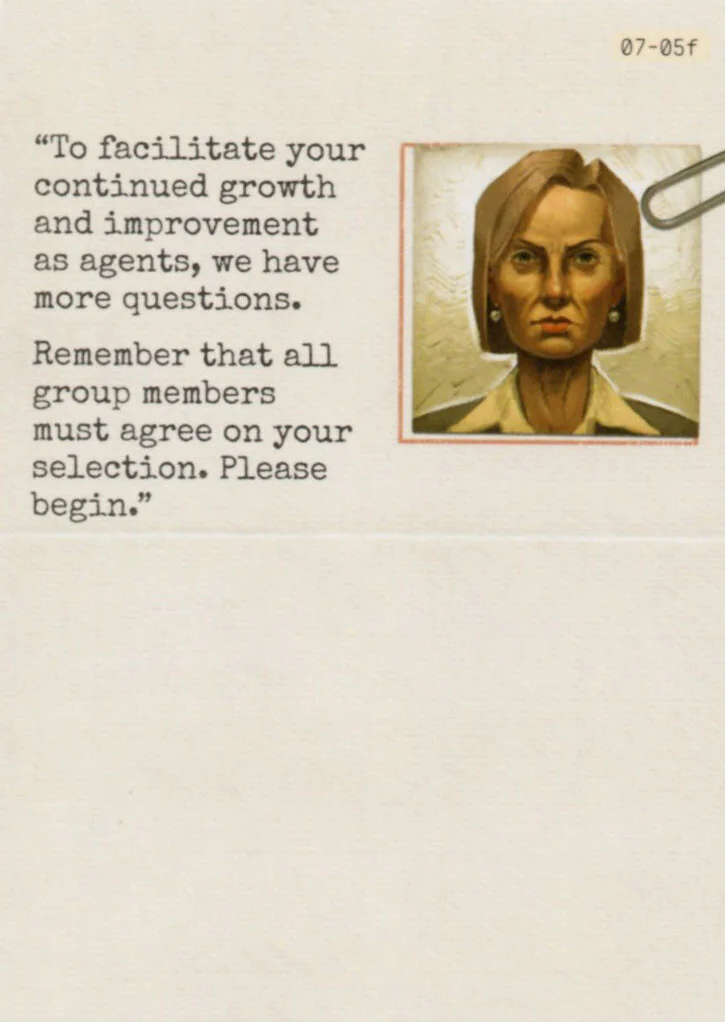 07-05f
“To facilitate your
continued growth
and improvement
as agents, we have
more questions.
Remember that all
group members
must agree on your
selection. Please
begin.”